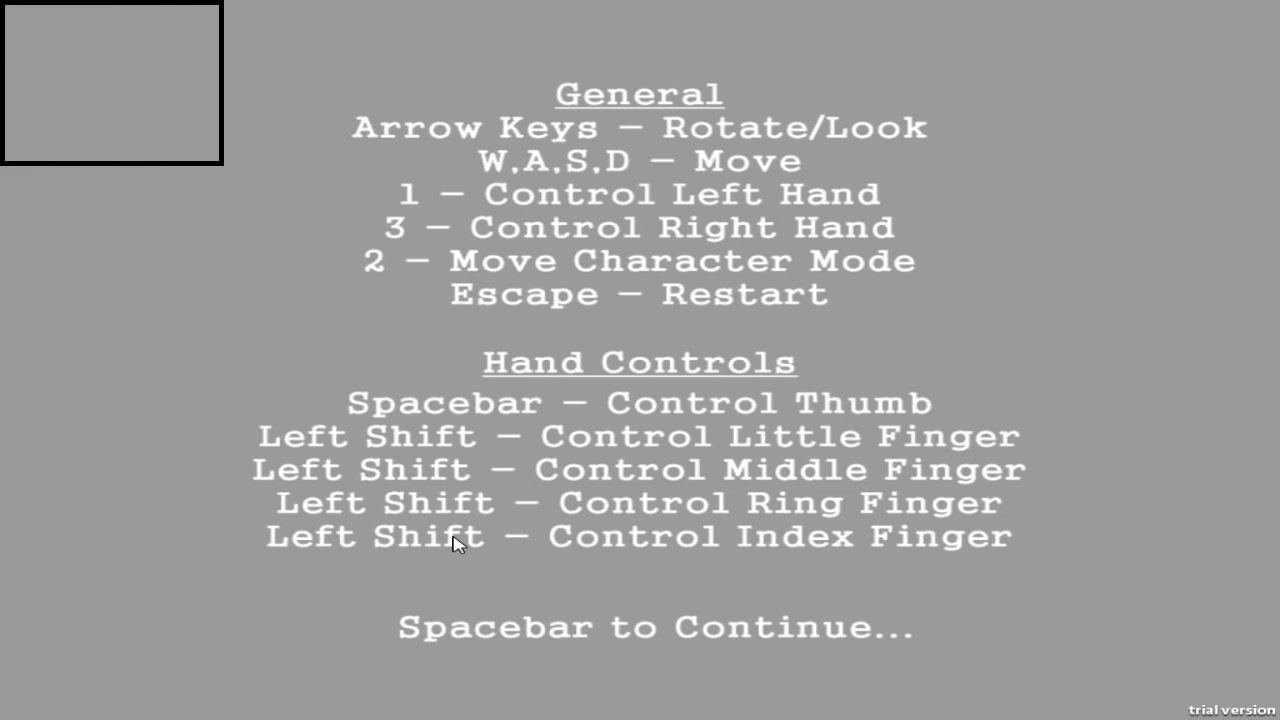 General
Arrow Keys — Rotate/Look
W,A,S,D — Move
1 — Control Left Hand
3 — Control Right Hand
2 — Move Character Mode
Escape — Restart
Hand Controls
Spacebar — Control Thumb
Left Shift — Control Little Finger
Left Shift — Control Middle Finger
Left Shift — Control Ring Finger
Left Shift — Control Index Finger
Spacebar to Continue...
trial version